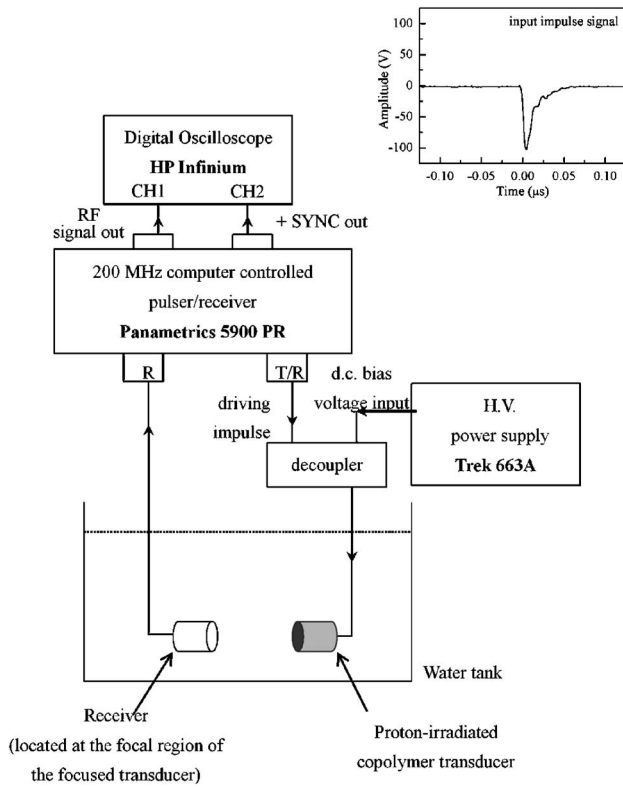 input impulse signal
100
50
0
-50
-100
Amplitude (V)
-0.10
-0.05
0.00
0.05
0.10
Time (μs)
Digital Oscilloscope
HP Infinium
CH1
CH2
RF
signal out
+ SYNC out
200 MHz computer controlled
pulser/receiver
Panametrics 5900 PR
R
T/R
driving
impulse
d.c. bias
voltage input
H.V.
power supply
Trek 663A
decoupler
Water tank
Receiver
(located at the focal region of
the focused transducer)
Proton-irradiated
copolymer transducer